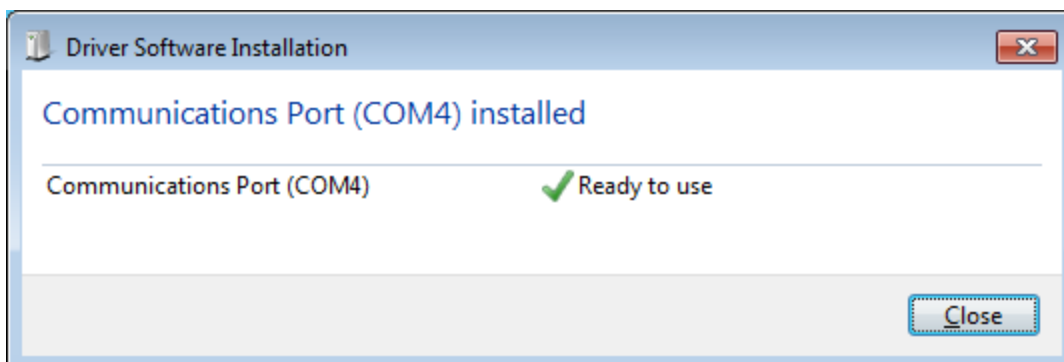 Driver Software Installation
Communications Port (COM4) installed
Communications Port (COM4) Ready to use
Close